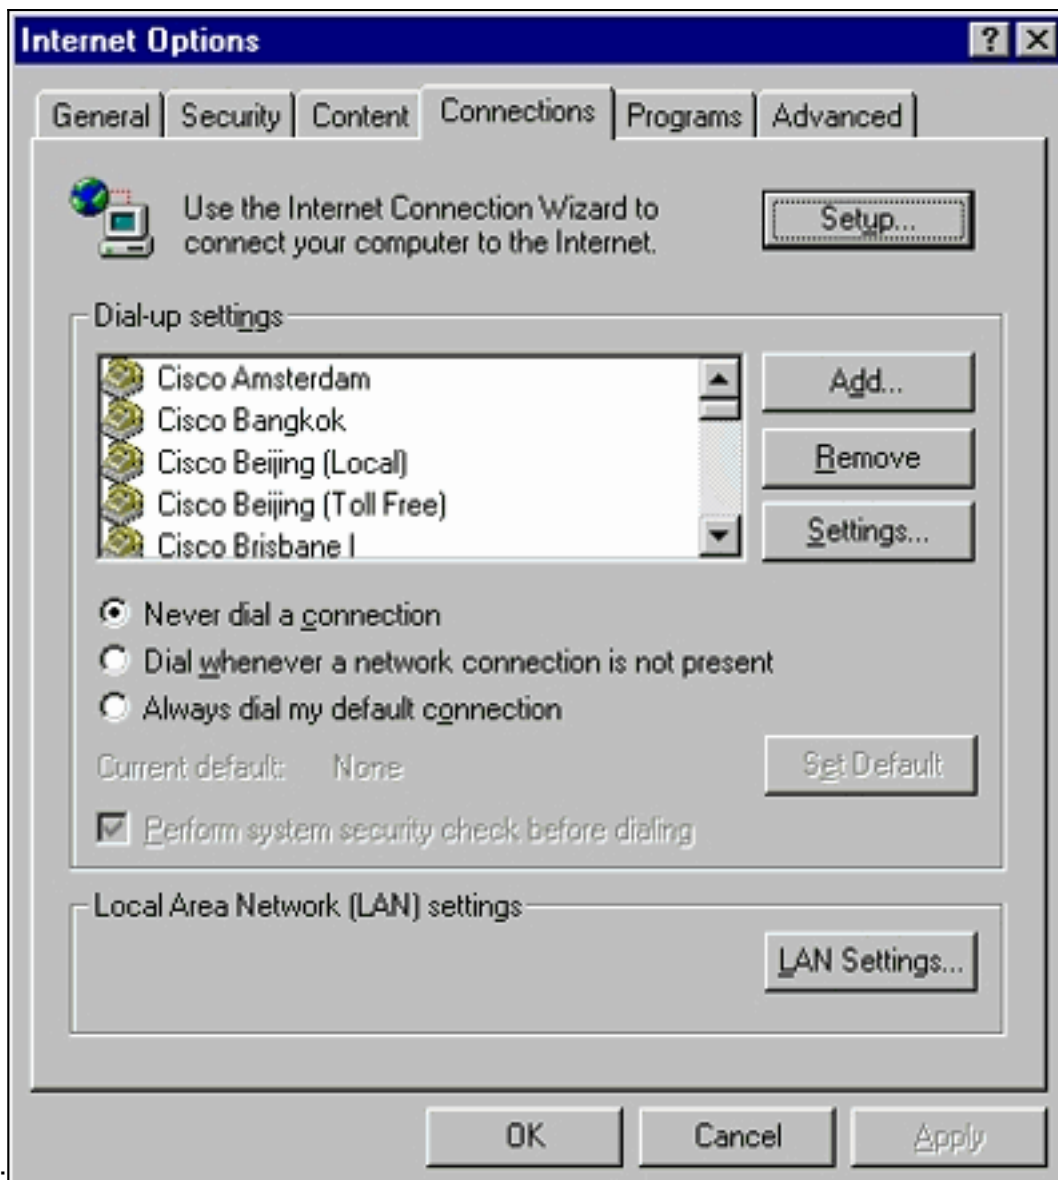 Internet Options
General Security Content Connections Programs Advanced
Use the Internet Connection Wizard to
connect your computer to the Internet.
Setup...
Dial-up settings
Cisco Amsterdam
Cisco Bangkok
Cisco Beijing (Local)
Cisco Beijing (Toll Free)
Cisco Brisbane I
Add...
Remove
Settings...
Never dial a connection
Dial whenever a network connection is not present
Always dial my default connection
Current default: None
Set Default
Perform system security check before dialing
Local Area Network (LAN) settings
LAN Settings...
OK Cancel Apply